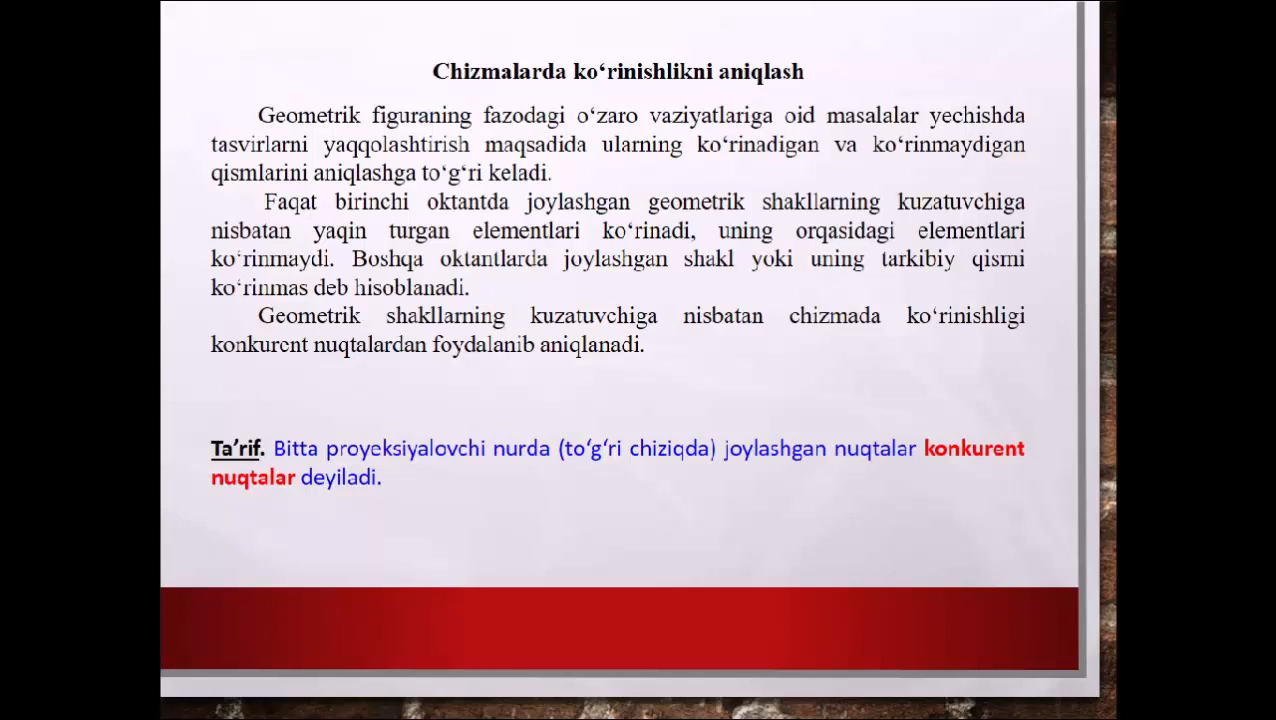 Chizmalarda ko‘rinishlikni aniqlash
Geometrik figuraning fazodagi o‘zaro vaziyatlariga oid masalalar yechishda
tasvirlarni yaqqolashtirish maqsadida ularning ko‘rinadigan va ko‘rinmaydigan
qismlarini aniqlashga to‘g‘ri keladi.
Faqat birinchi oktantda joylashgan geometrik shakllarning kuzatuvchiga
nisbatan yaqin turgan elementlari ko‘rinadi, uning orqasidagi elementlari
ko‘rinmaydi. Boshqa oktantlarda joylashgan shakl yoki uning tarkibiy qismi
ko‘rinmas deb hisoblanadi.
Geometrik shakllarning kuzatuvchiga nisbatan chizmada ko‘rinishligi
konkurent nuqtalardan foydalanib aniqlanadi.
Ta’rif. Bitta proyeksiyalovchi nurda (to‘g‘ri chiziqda) joylashgan nuqtalar konkurent
nuqtalar deyiladi.